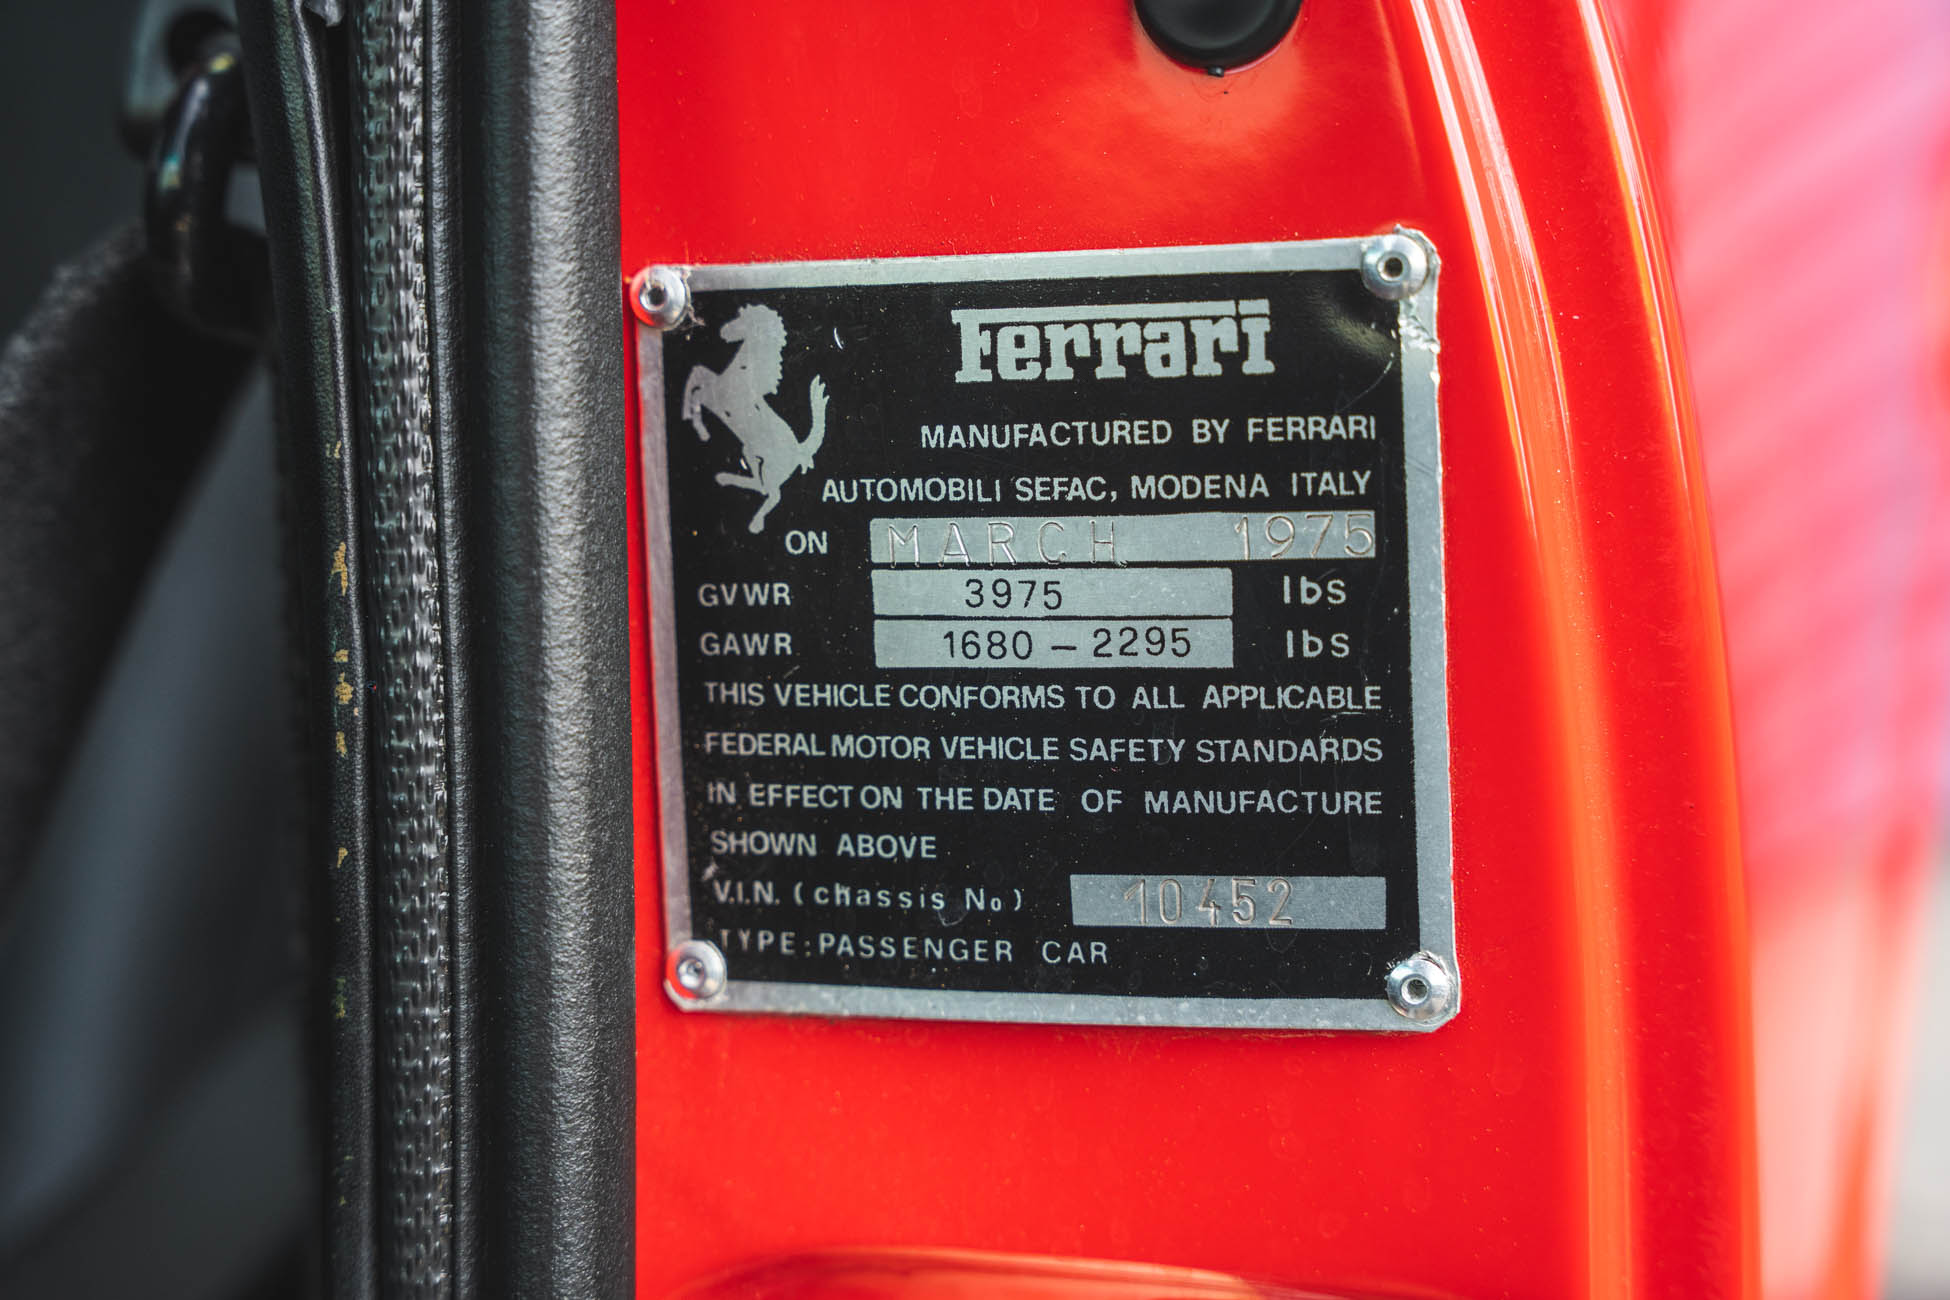 Ferrari
MANUFACTURED BY FERRARI
AUTOMOBILI SEFAC, MODENA ITALY
ON MARCH 1975
GVWR 3975 lbs
GAWR 1680 – 2295 lbs
THIS VEHICLE CONFORMS TO ALL APPLICABLE
FEDERAL MOTOR VEHICLE SAFETY STANDARDS
IN EFFECT ON THE DATE OF MANUFACTURE
SHOWN ABOVE
V.I.N. (chassis No) 10452
TYPE: PASSENGER CAR